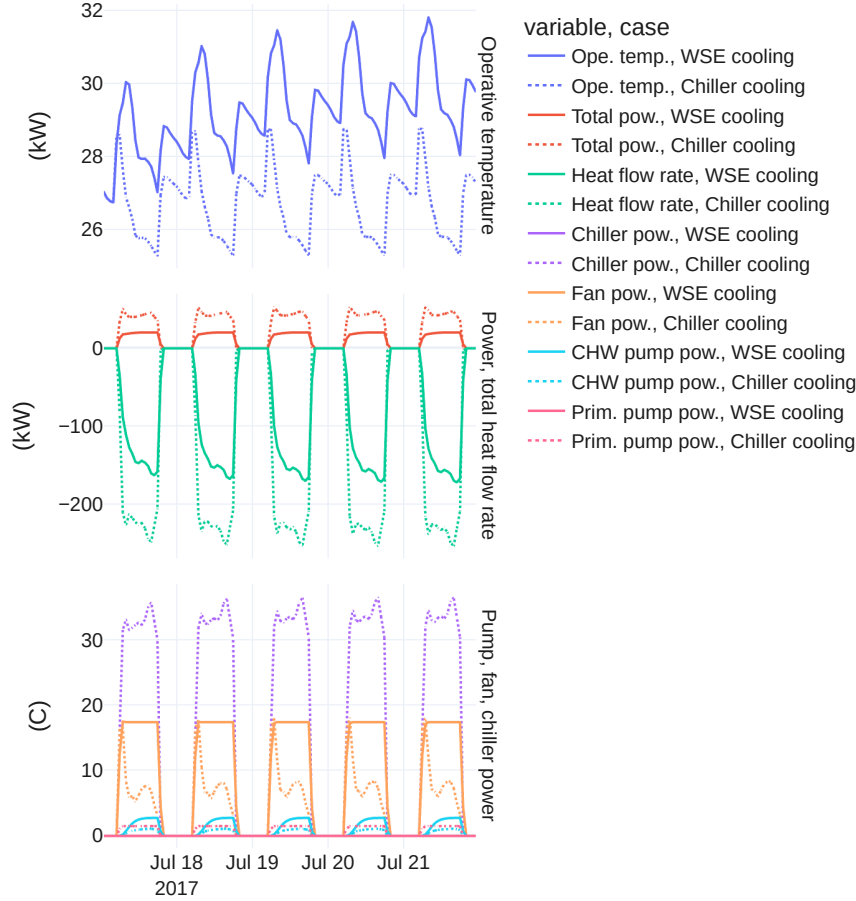 32
30
28
26
(kW)
Operative temperature
0
−100
−200
(kW)
Power, total heat flow rate
30
20
10
0
(C)
Pump, fan, chiller power
Jul 18
2017
Jul 19
Jul 20
Jul 21
variable, case
Ope. temp., WSE cooling
Ope. temp., Chiller cooling
Total pow., WSE cooling
Total pow., Chiller cooling
Heat flow rate, WSE cooling
Heat flow rate, Chiller cooling
Chiller pow., WSE cooling
Chiller pow., Chiller cooling
Fan pow., WSE cooling
Fan pow., Chiller cooling
CHW pump pow., WSE cooling
CHW pump pow., Chiller cooling
Prim. pump pow., WSE cooling
Prim. pump pow., Chiller cooling